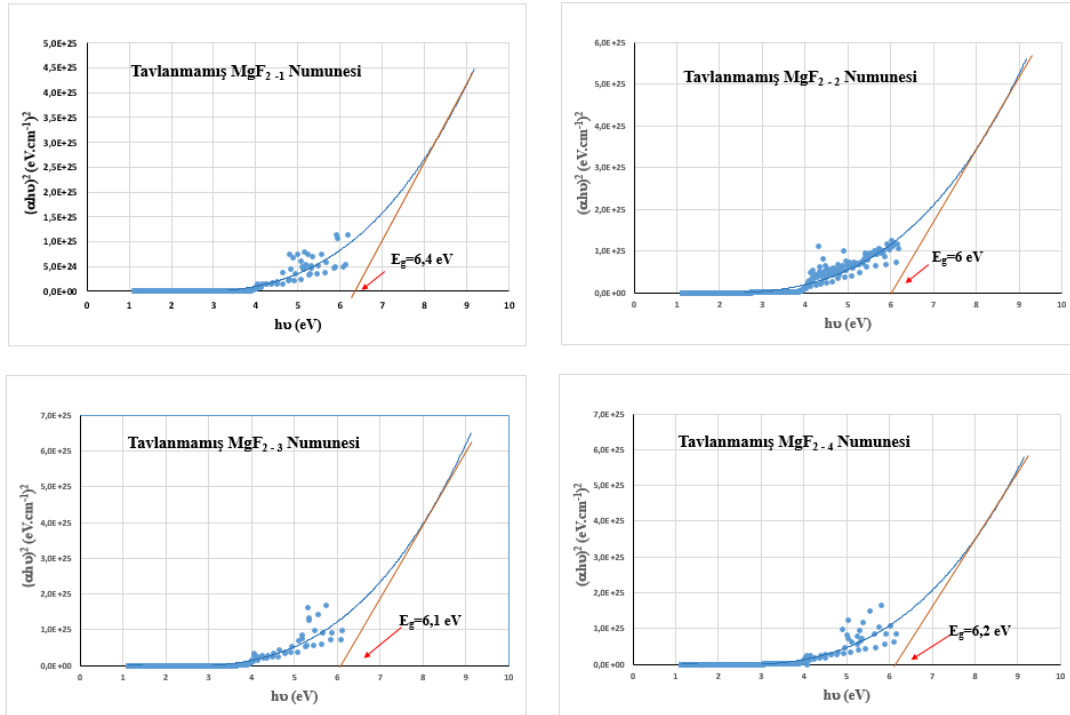 5,0E+25
4,5E+25
4,0E+25
3,5E+25
3,0E+25
2,5E+25
2,0E+25
1,5E+25
1,0E+25
5,0E+24
0,0E+00
(αhυ)² (eV.cm⁻¹)²
Tavlanmamış MgF₂ ₋₁ Numunesi
E_g=6,4 eV
0 1 2 3 4 5 6 7 8 9 10
hυ (eV)
6,0E+25
5,0E+25
4,0E+25
3,0E+25
2,0E+25
1,0E+25
0,0E+00
(αhυ)² (eV.cm⁻¹)²
Tavlanmamış MgF₂ ₋ ₂ Numunesi
E_g=6 eV
0 1 2 3 4 5 6 7 8 9 10
hυ (eV)
7,0E+25
6,0E+25
5,0E+25
4,0E+25
3,0E+25
2,0E+25
1,0E+25
0,0E+00
(αhυ)² (eV.cm⁻¹)²
Tavlanmamış MgF₂ ₋ ₃ Numunesi
E_g=6,1 eV
0 1 2 3 4 5 6 7 8 9 10
hυ (eV)
7,0E+25
6,0E+25
5,0E+25
4,0E+25
3,0E+25
2,0E+25
1,0E+25
0,0E+00
(αhυ)² (eV.cm⁻¹)²
Tavlanmamış MgF₂ ₋ ₄ Numunesi
E_g=6,2 eV
0 1 2 3 4 5 6 7 8 9 10
hυ (eV)